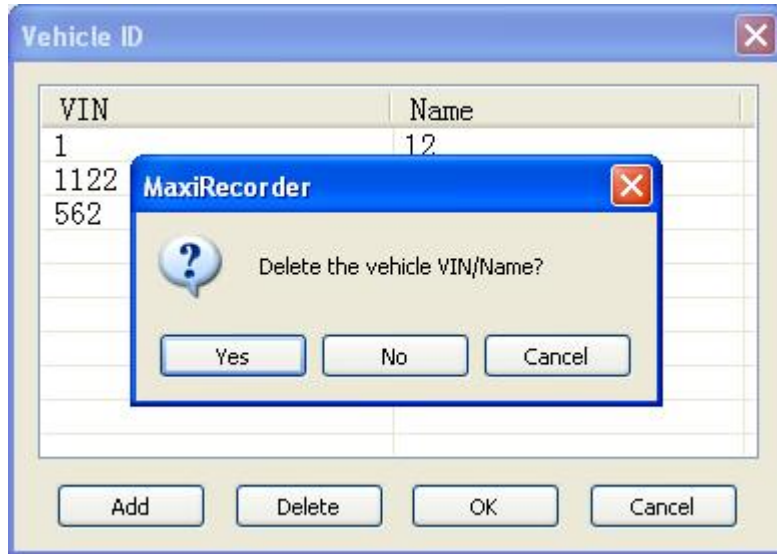 Vehicle ID
VIN Name
1 12
1122
562
MaxiRecorder
Delete the vehicle VIN/Name?
Yes No Cancel
Add Delete OK Cancel